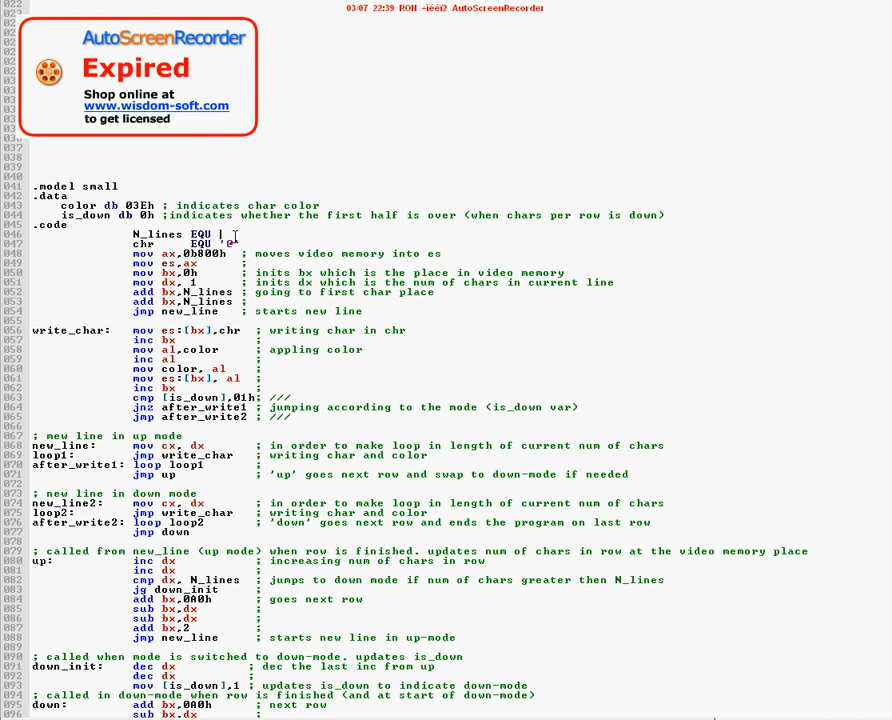 022
03/07 22:39 RON -ïééï2 AutoScreenRecorder
023
AutoScreenRecorder
Expired
Shop online at
www.wisdom-soft.com
to get licensed
037
038
039
040
041 .model small
042 .data
043 color db 03Eh ; indicates char color
044 is_down db 0h ;indicates whether the first half is over (when chars per row is down)
045 .code
046 N_lines EQU
047 chr EQU '@'
048 mov ax,0b800h ; moves video memory into es
049 mov es,ax ;
050 mov bx,0h ; inits bx which is the place in video memory
051 mov dx, 1 ; inits dx which is the num of chars in current line
052 add bx,N_lines ; going to first char place
053 add bx,N_lines ;
054 jmp new_line ; starts new line
055
056 write_char: mov es:[bx],chr ; writing char in chr
057 inc bx ;
058 mov al,color ; appling color
059 inc al ;
060 mov color, al ;
061 mov es:[bx], al ;
062 inc bx ;
063 cmp [is_down],01h; ///
064 jnz after_write1 ; jumping according to the mode (is_down var)
065 jmp after_write2 ; ///
066
067 ; mew line in up mode
068 new_line: mov cx, dx ; in order to make loop in length of current num of chars
069 loop1: jmp write_char ; writing char and color
070 after_write1: loop loop1 ;
071 jmp up ; 'up' goes next row and swap to down-mode if needed
072
073 ; new line in down mode
074 new_line2: mov cx, dx ; in order to make loop in length of current num of chars
075 loop2: jmp write_char ; writing char and color
076 after_write2: loop loop2 ; 'down' goes next row and ends the program on last row
077 jmp down ;
078
079 ; called from new_line (up mode) when row is finished. updates num of chars in row at the video memory place
080 up: inc dx ; increasing num of chars in row
081 inc dx ;
082 cmp dx, N_lines ; jumps to down mode if num of chars greater then N_lines
083 jg down_init ;
084 add bx,0A0h ; goes next row
085 sub bx,dx ;
086 sub bx,dx ;
087 add bx,2 ;
088 jmp new_line ; starts new line in up-mode
089
090 ; called when mode is switched to down-mode. updates is_down
091 down_init: dec dx ; dec the last inc from up
092 dec dx ;
093 mov [is_down],1 ; updates is_down to indicate down-mode
094 ; called in down-mode when row is finished (and at start of down-mode)
095 down: add bx,0A0h ; next row
096 sub bx,dx ;